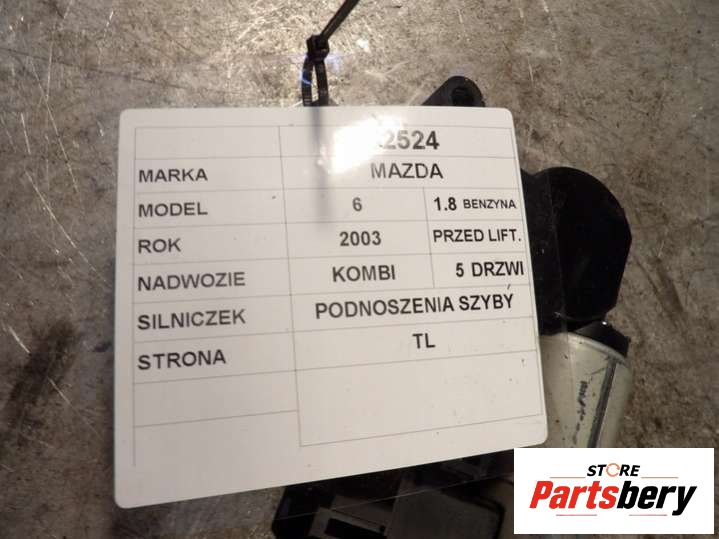 2524
MARKA MAZDA
MODEL 6 1.8 BENZYNA
ROK 2003 PRZED LIFT.
NADWOZIE KOMBI 5 DRZWI
SILNICZEK PODNOSZENIA SZYBY
STRONA TL
STORE
Partsbery